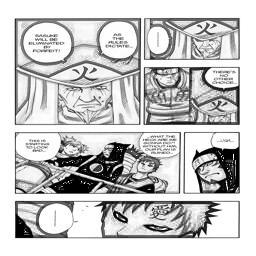 THERE'S
NO
OTHER
CHOICE...
AS
THE
RULES
DICTATE...
SASUKE
WILL BE
ELIMINATED
BY
FORFEIT!
火
...WHAT THE
HECK ARE WE
GONNA DO?!
WITHOUT HIM,
OUR PLAN IS
RUINED...
THIS IS
STARTING
TO LOOK
BAD...